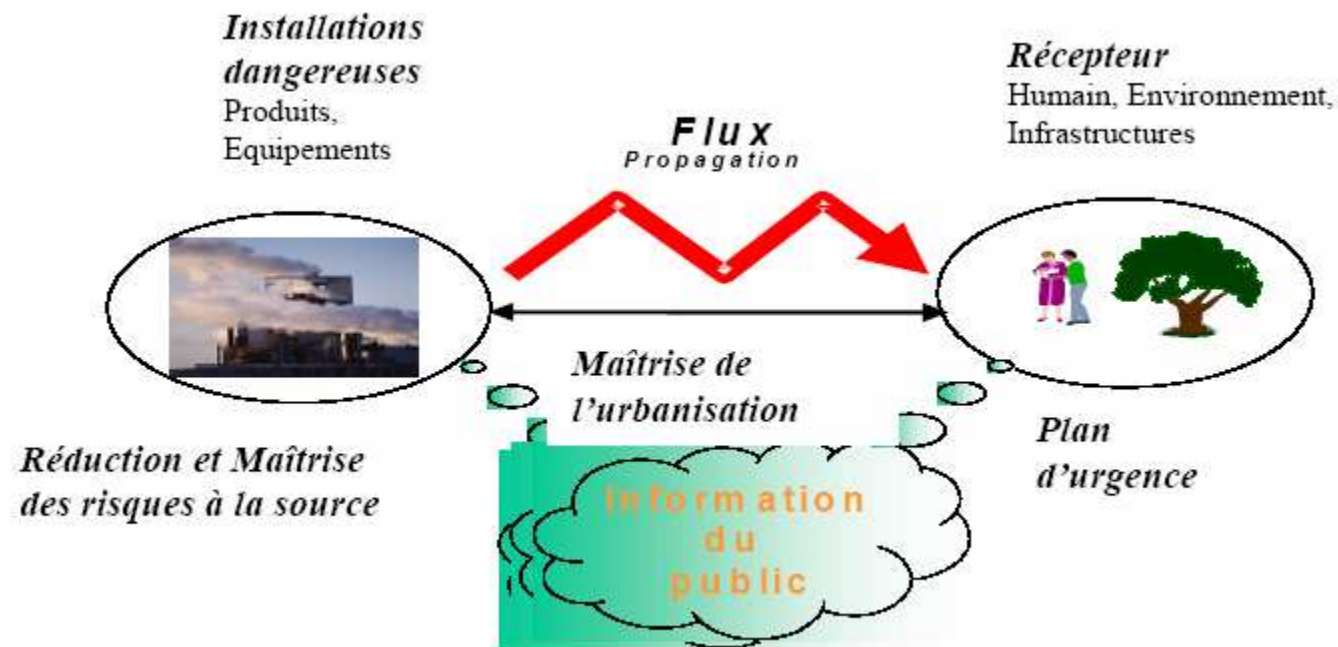 Installations
dangereuses
Produits,
Equipements
Flux
Propagation
Récepteur
Humain, Environnement,
Infrastructures
Maîtrise de
l'urbanisation
Réduction et Maîtrise
des risques à la source
Plan
d'urgence
Information
du
public